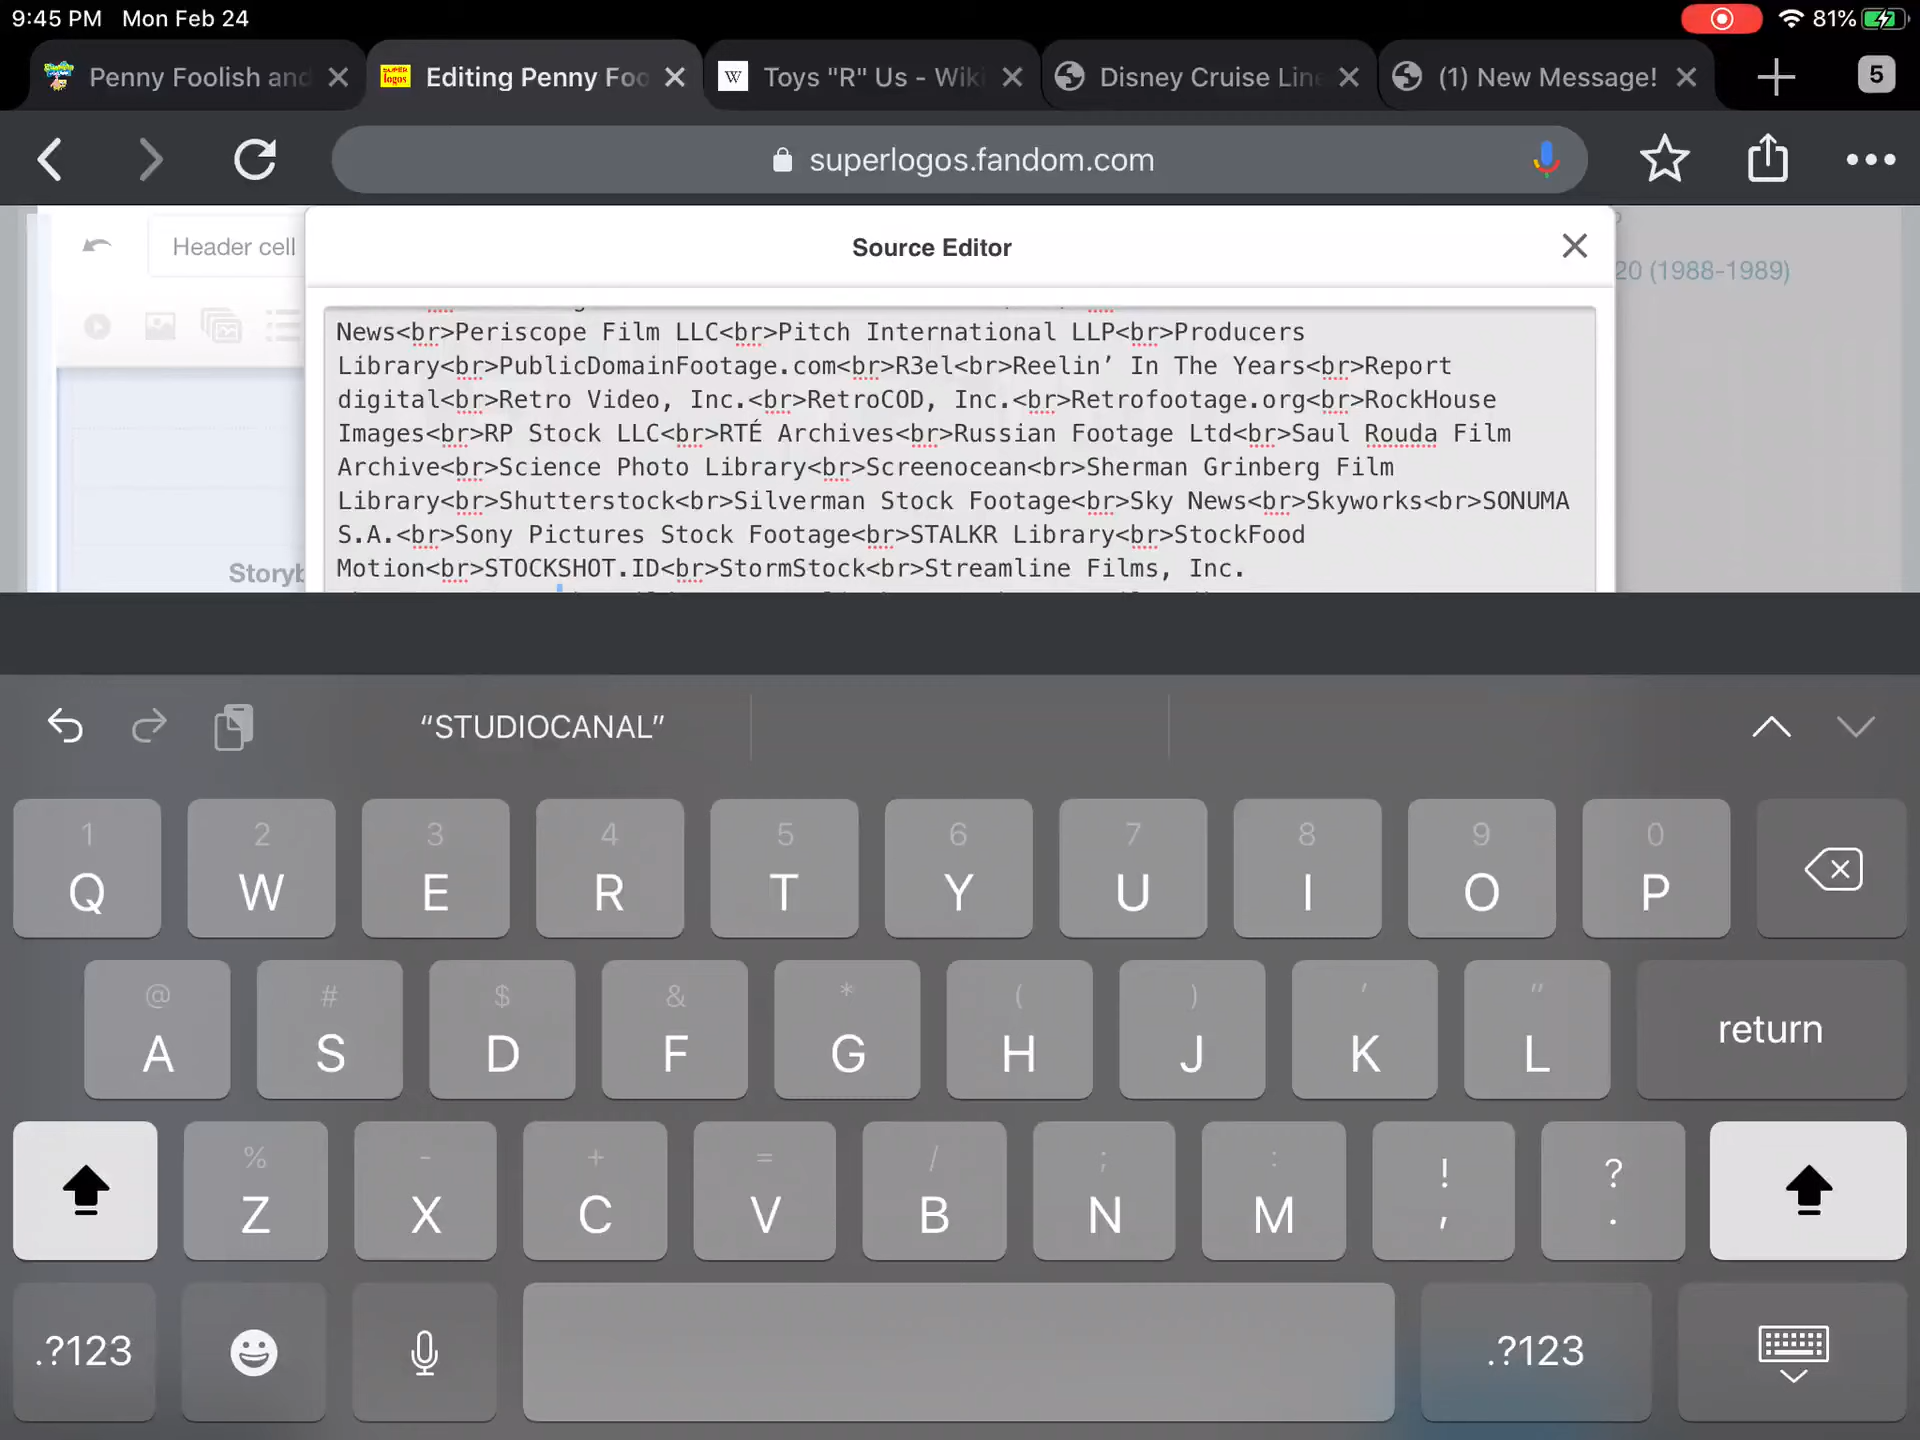 9:45 PM Mon Feb 24
81%
Penny Foolish and
Editing Penny Foo
W Toys "R" Us - Wiki
Disney Cruise Line
(1) New Message!
5
superlogos.fandom.com
Header cell
Source Editor
20 (1988-1989)
News<br>Periscope Film LLC<br>Pitch International LLP<br>Producers
Library<br>PublicDomainFootage.com<br>R3el<br>Reelin’ In The Years<br>Report
digital<br>Retro Video, Inc.<br>RetroCOD, Inc.<br>Retrofootage.org<br>RockHouse
Images<br>RP Stock LLC<br>RTÉ Archives<br>Russian Footage Ltd<br>Saul Rouda Film
Archive<br>Science Photo Library<br>Screenocean<br>Sherman Grinberg Film
Library<br>Shutterstock<br>Silverman Stock Footage<br>Sky News<br>Skyworks<br>SONUMA
S.A.<br>Sony Pictures Stock Footage<br>STALKR Library<br>StockFood
Motion<br>STOCKSHOT.ID<br>StormStock<br>Streamline Films, Inc.
Storyb
“STUDIOCANAL”
1 2 3 4 5 6 7 8 9 0
Q W E R T Y U I O P
@ # $ & * ( ) ' "
A S D F G H J K L return
% - + = / ; : ! ?
Z X C V B N M , .
.?123 .?123